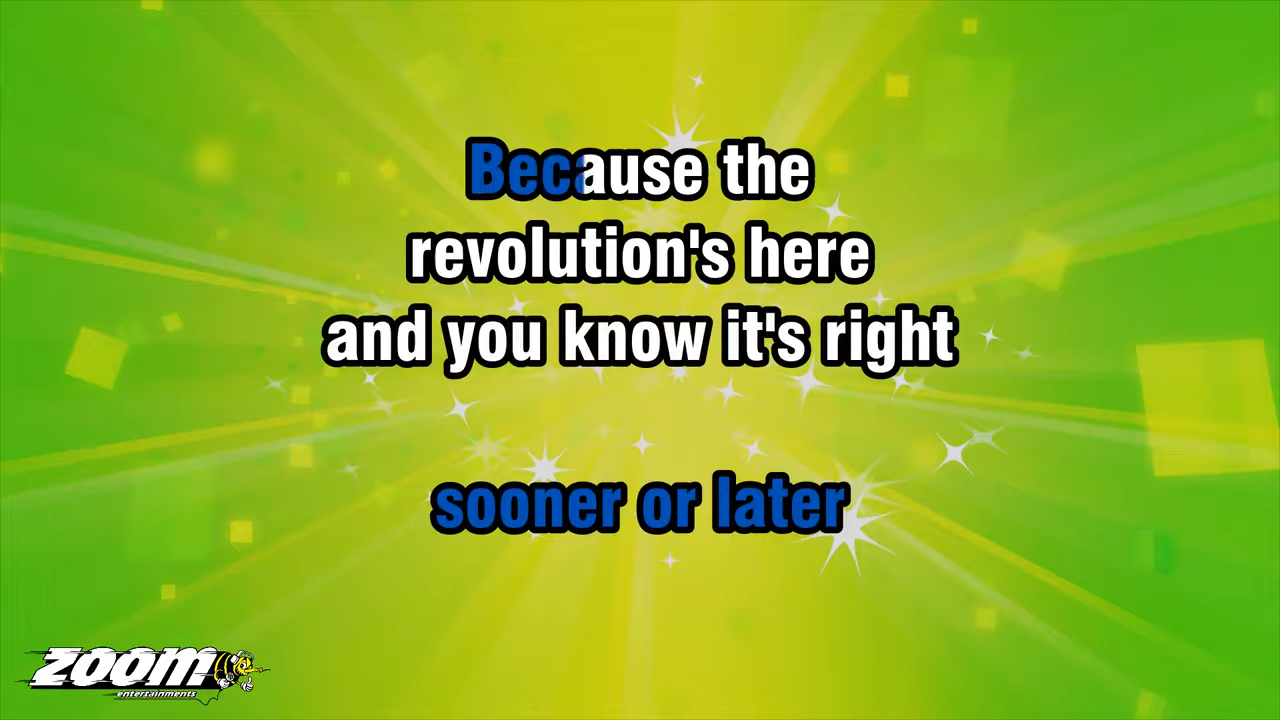 Because the
revolution's here
and you know it's right
sooner or later
zoom
entertainments